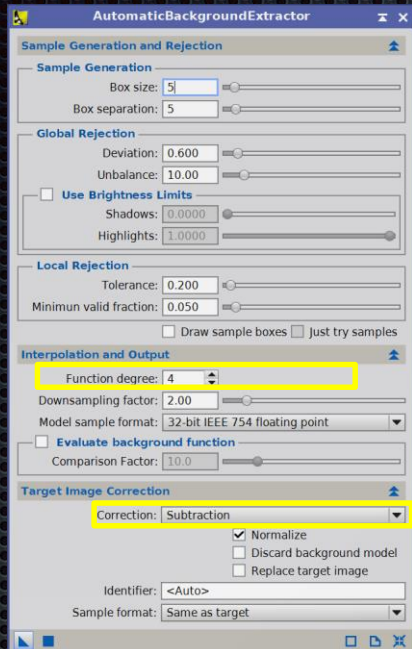 AutomaticBackgroundExtractor
Sample Generation and Rejection
Sample Generation
Box size: 5
Box separation: 5
Global Rejection
Deviation: 0.600
Unbalance: 10.00
Use Brightness Limits
Shadows: 0.0000
Highlights: 1.0000
Local Rejection
Tolerance: 0.200
Minimun valid fraction: 0.050
Draw sample boxes Just try samples
Interpolation and Output
Function degree: 4
Downsampling factor: 2.00
Model sample format: 32-bit IEEE 754 floating point
Evaluate background function
Comparison Factor: 10.0
Target Image Correction
Correction: Subtraction
Normalize
Discard background model
Replace target image
Identifier: <Auto>
Sample format: Same as target